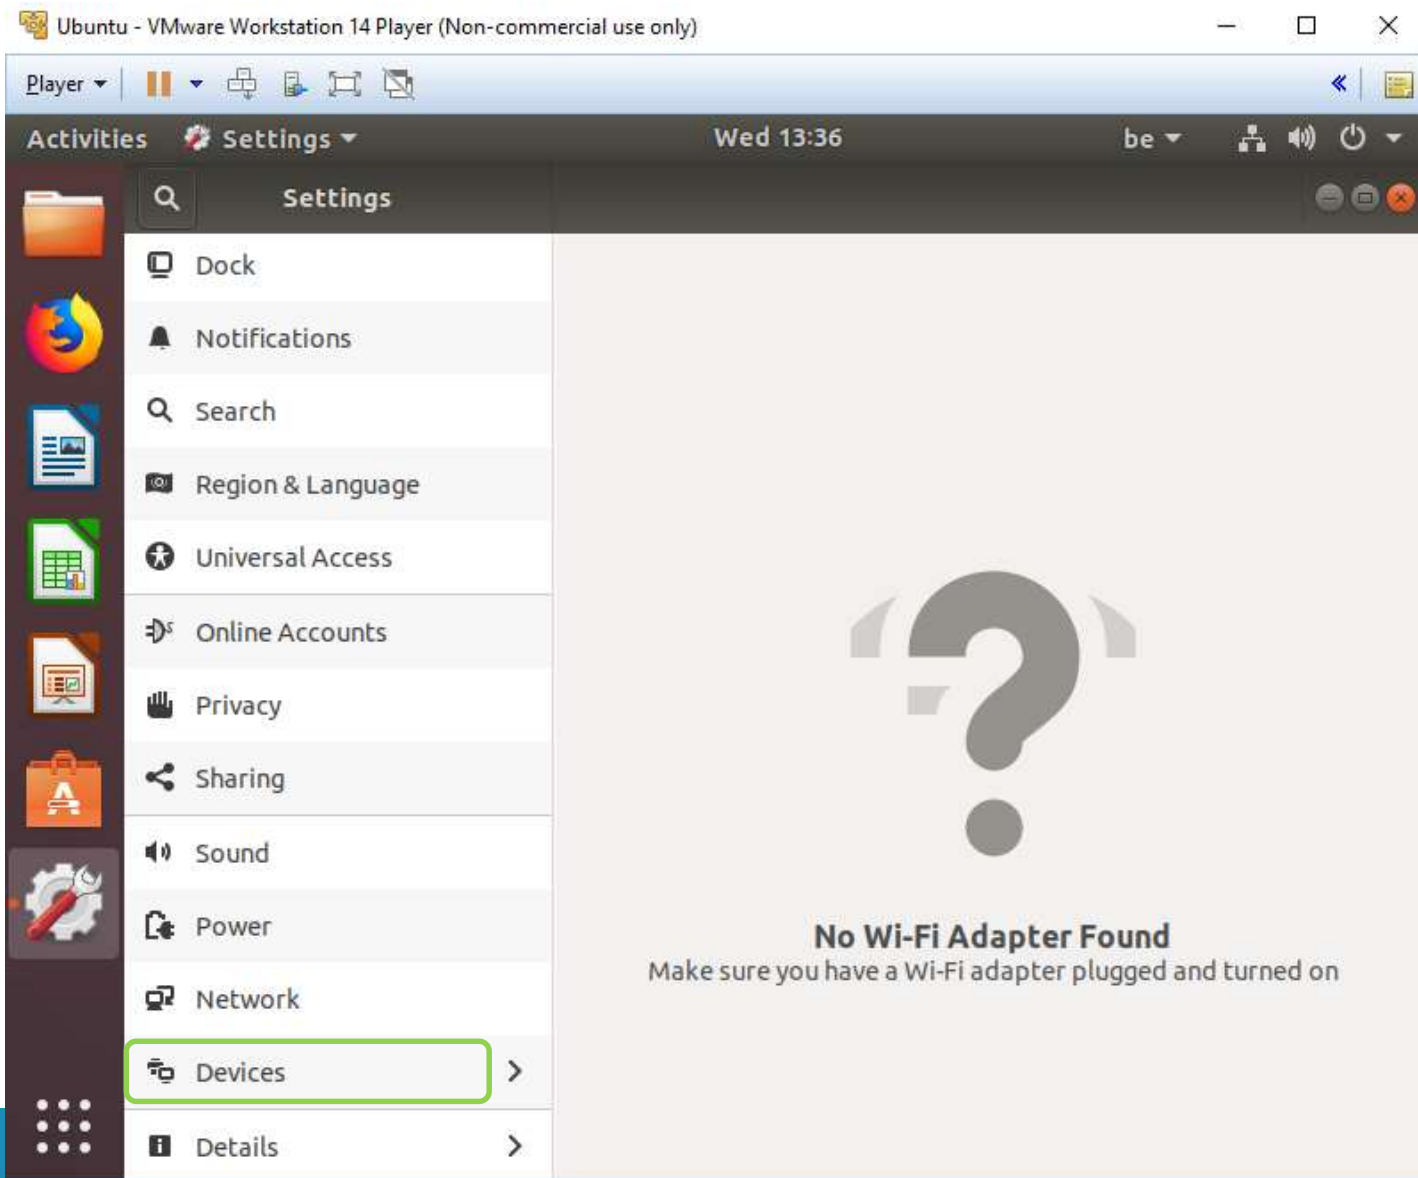 Ubuntu - VMware Workstation 14 Player (Non-commercial use only)
Player
Activities Settings Wed 13:36 be
Settings
Dock
Notifications
Search
Region & Language
Universal Access
Online Accounts
Privacy
Sharing
Sound
Power
Network
Devices
Details
No Wi-Fi Adapter Found
Make sure you have a Wi-Fi adapter plugged and turned on